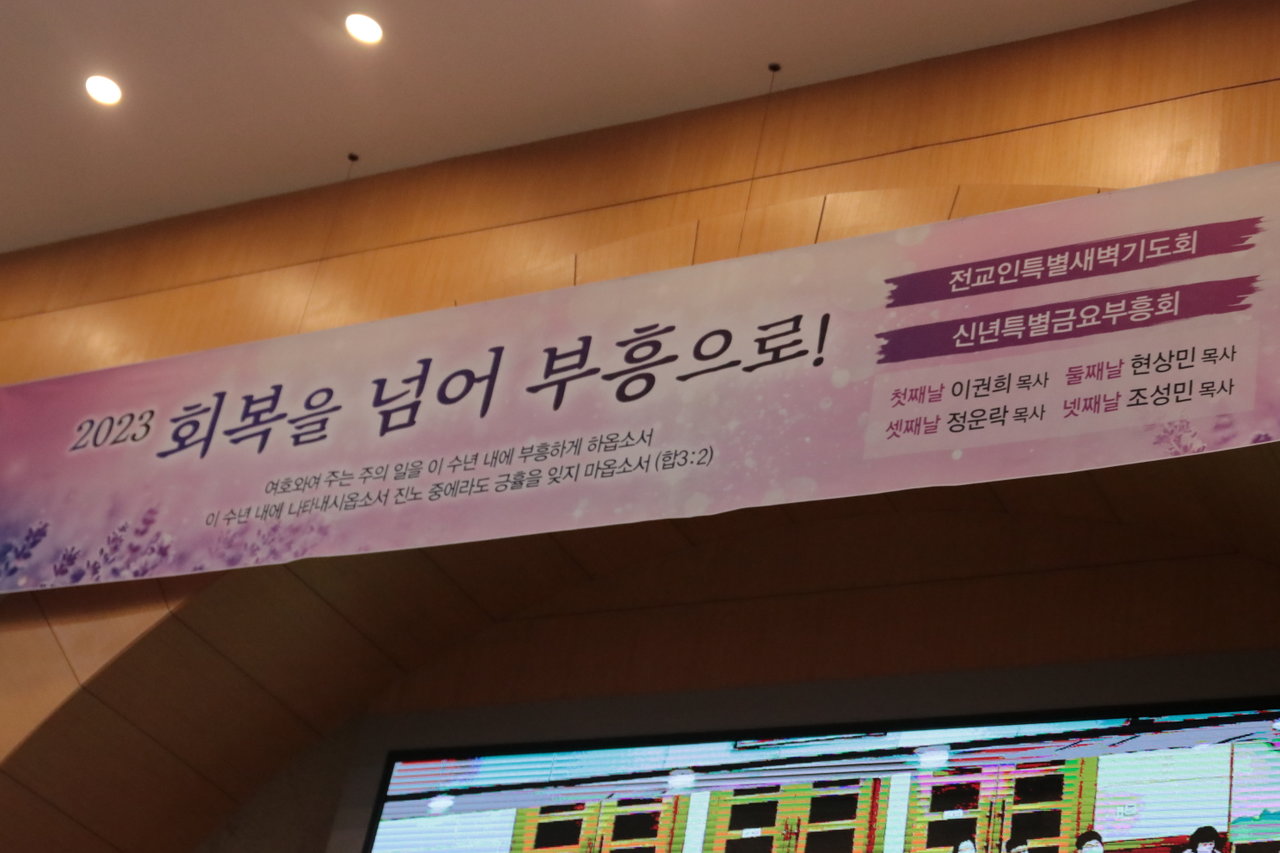 2023 회복을 넘어 부흥으로!
여호와여 주는 주의 일을 이 수년 내에 부흥하게 하옵소서
이 수년 내에 나타내시옵소서 진노 중에라도 긍휼을 잊지 마옵소서 (합3:2)
전교인특별새벽기도회
신년특별금요부흥회
첫째날 이권희 목사 둘째날 현상민 목사
셋째날 정운락 목사 넷째날 조성민 목사